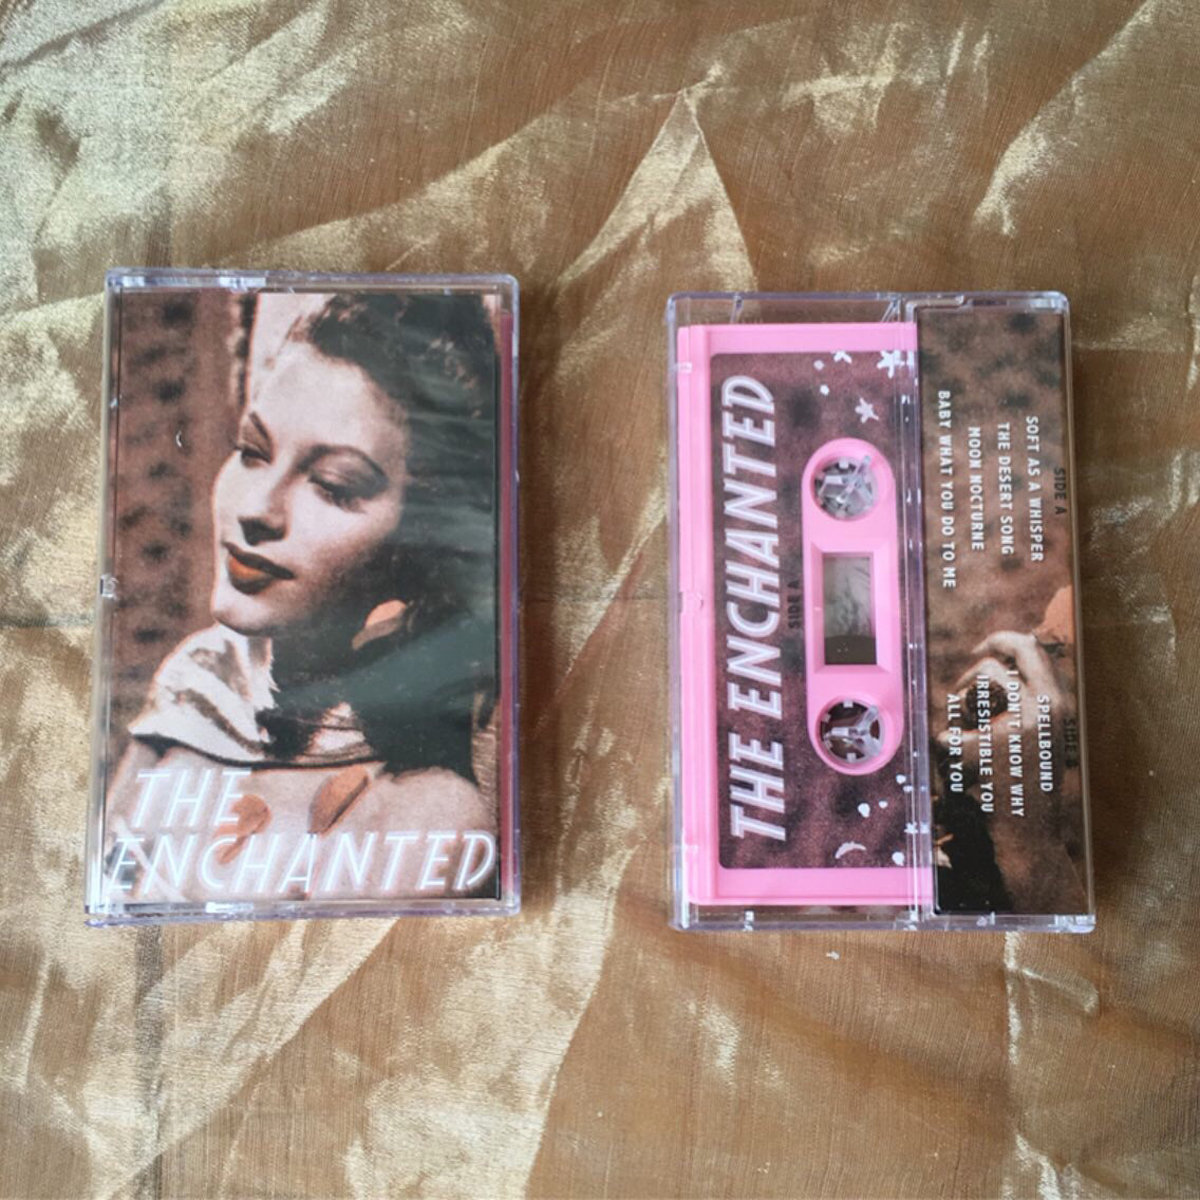 THE
ENCHANTED
THE ENCHANTED
SIDE A
SIDE A
SOFT AS A WHISPER
THE DESERT SONG
MOON NOCTURNE
BABY WHAT YOU DO TO ME
SIDE B
SPELLBOUND
I DON'T KNOW WHY
IRRESISTIBLE YOU
ALL FOR YOU